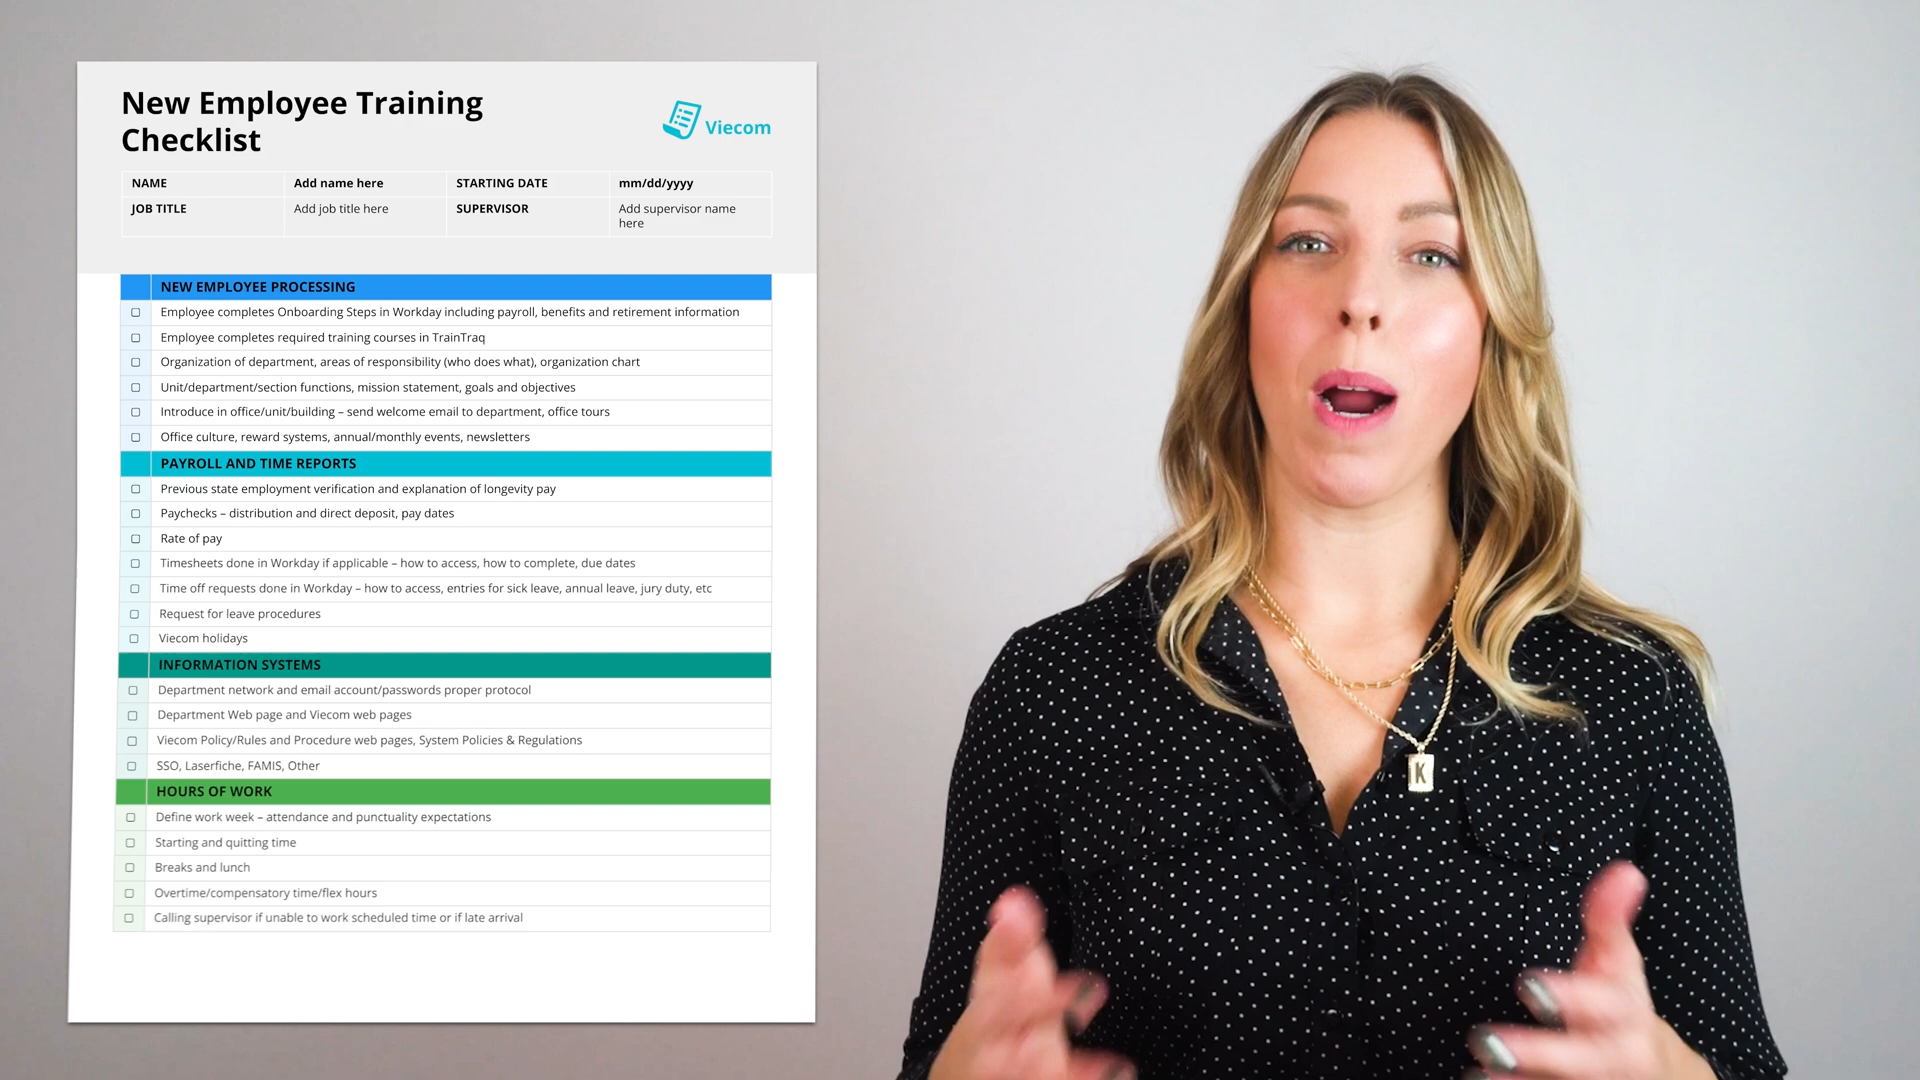 New Employee Training
Checklist
Viecom
NAME Add name here STARTING DATE mm/dd/yyyy
JOB TITLE Add job title here SUPERVISOR Add supervisor name
here
NEW EMPLOYEE PROCESSING
Employee completes Onboarding Steps in Workday including payroll, benefits and retirement information
Employee completes required training courses in TrainTraq
Organization of department, areas of responsibility (who does what), organization chart
Unit/department/section functions, mission statement, goals and objectives
Introduce in office/unit/building – send welcome email to department, office tours
Office culture, reward systems, annual/monthly events, newsletters
PAYROLL AND TIME REPORTS
Previous state employment verification and explanation of longevity pay
Paychecks – distribution and direct deposit, pay dates
Rate of pay
Timesheets done in Workday if applicable – how to access, how to complete, due dates
Time off requests done in Workday – how to access, entries for sick leave, annual leave, jury duty, etc
Request for leave procedures
Viecom holidays
INFORMATION SYSTEMS
Department network and email account/passwords proper protocol
Department Web page and Viecom web pages
Viecom Policy/Rules and Procedure web pages, System Policies & Regulations
SSO, Laserfiche, FAMIS, Other
HOURS OF WORK
Define work week – attendance and punctuality expectations
Starting and quitting time
Breaks and lunch
Overtime/compensatory time/flex hours
Calling supervisor if unable to work scheduled time or if late arrival
K